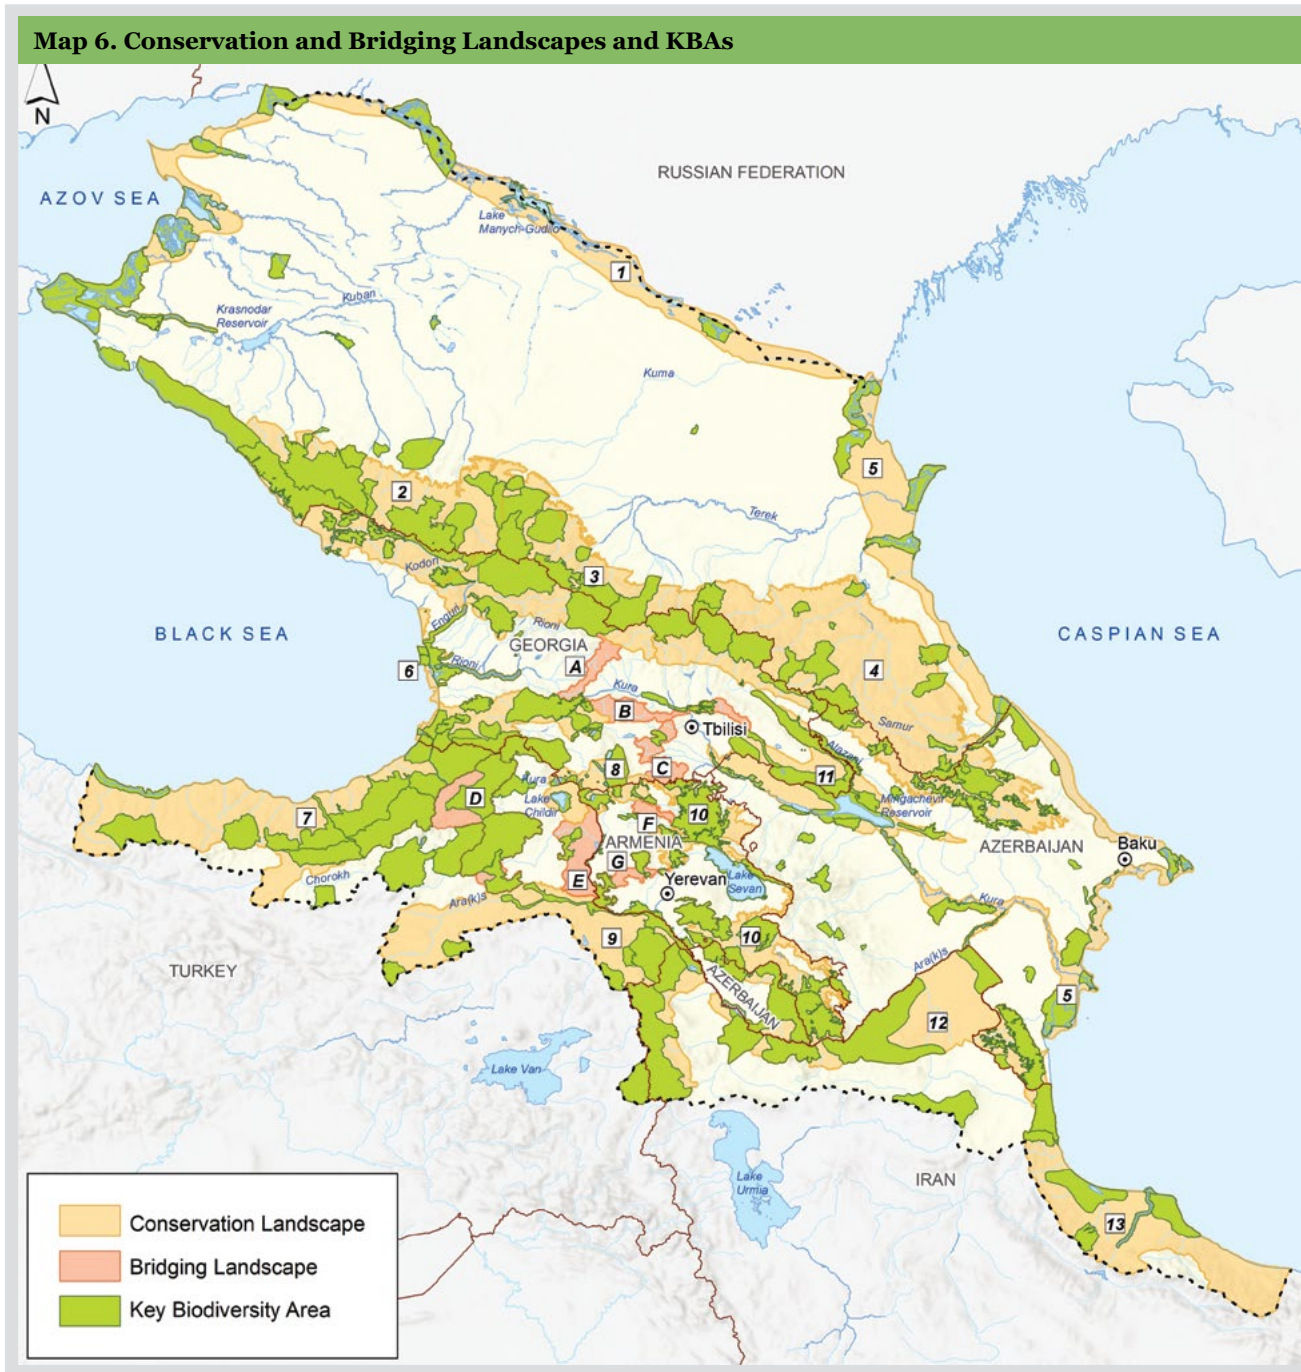 Map 6. Conservation and Bridging Landscapes and KBAs
N
RUSSIAN FEDERATION
AZOV SEA
Lake
Manych-Gudilo
1
Krasnodar
Reservoir
Kuban
Kuma
5
2
Terek
Kodori
3
Enguri
Rioni
BLACK SEA
GEORGIA
CASPIAN SEA
6
Rioni
A
4
Kura
B
Samur
Tbilisi
Alazani
8
C
11
Kura
D
Lake
Childir
Mingachevir
Reservoir
7
F
10
ARMENIA
AZERBAIJAN
Baku
G
Chorokh
E
Yerevan
Lake
Sevan
Ara(k)s
Kura
9
10
Ara(k)s
TURKEY
AZERBAIJAN
5
12
Lake Van
Lake
Urmia
IRAN
13
Conservation Landscape
Bridging Landscape
Key Biodiversity Area